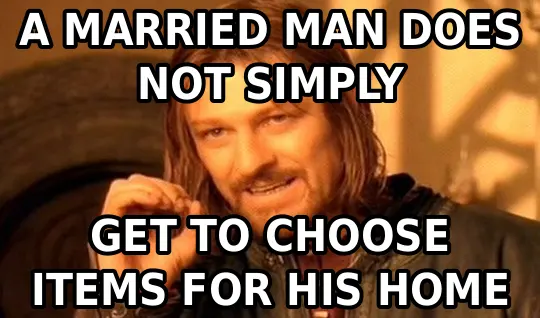 A MARRIED MAN DOES
NOT SIMPLY
GET TO CHOOSE
ITEMS FOR HIS HOME